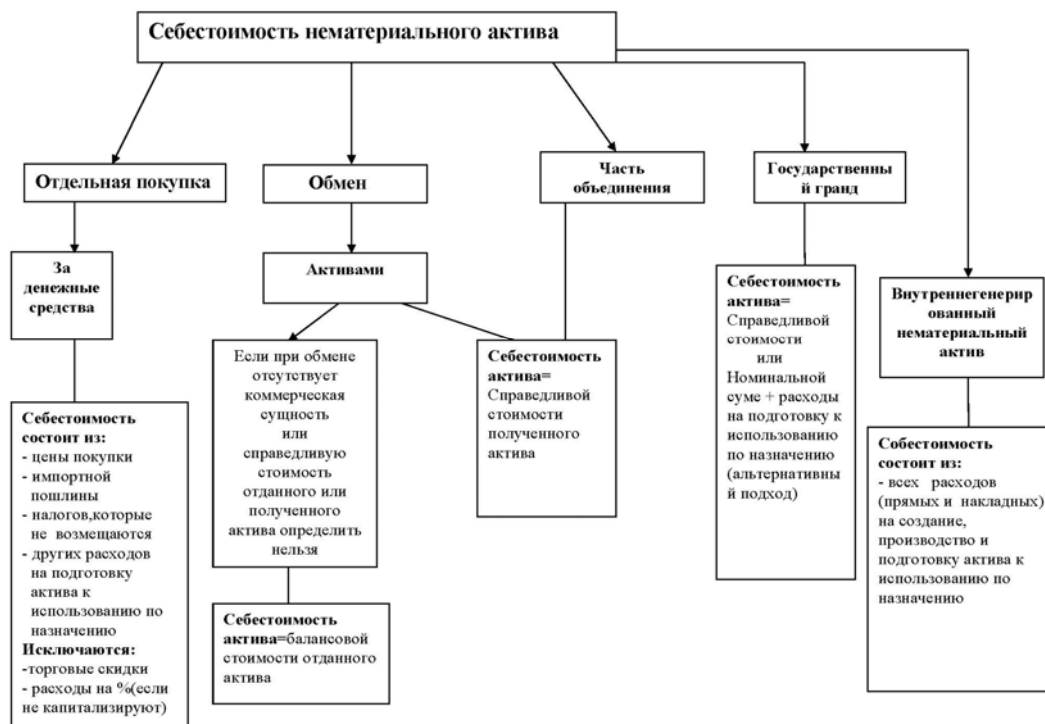 Себестоимость нематериального актива
Отдельная покупка
Обмен
Часть
объединения
Государственны
й гранд
За
денежные
средства
Активами
Внутреннегенерир
ованный
нематериальный
актив
Себестоимость
состоит из:
- цены покупки
- импортной
пошлины
- налогов,которые
не возмещаются
- других расходов
на подготовку
актива к
использованию по
назначению
Исключаются:
-торговые скидки
- расходы на %(если
не капитализируют)
Если при обмене
отсутствует
коммерческая
сущность
или
справедливую
стоимость
отданного или
полученного
актива определить
нельзя
Себестоимость
актива=балансовой
стоимости отданного
актива
Себестоимость
актива=
Справедливой
стоимости
полученного
актива
Себестоимость
актива=
Справедливой
стоимости
или
Номинальной
суме + расходы
на подготовку к
использованию
по назначению
(альтернативны
й подход)
Собестоимость
состоит из:
- всех расходов
(прямых и накладных)
на создание,
производство и
подготовку актива к
использованию по
назначению